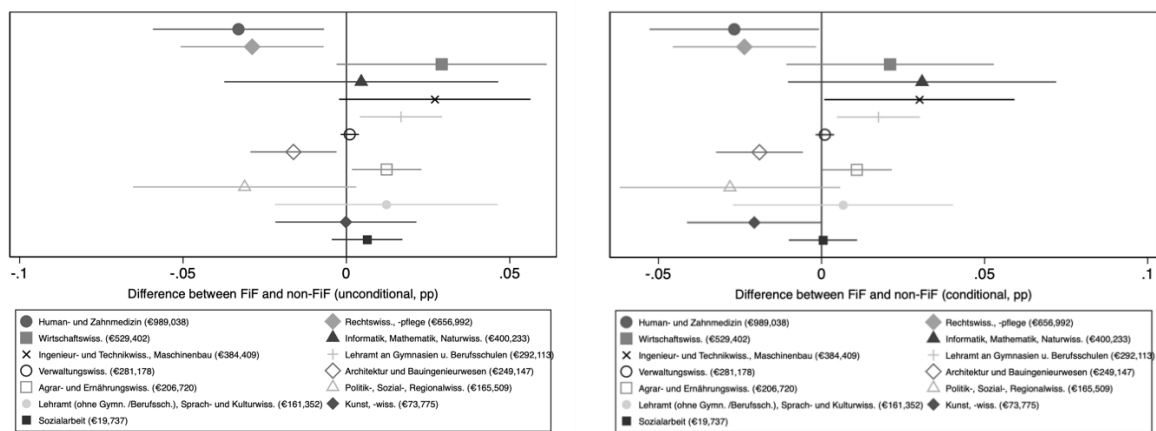 -.1 -.05 0 .05
Difference between FiF and non-FiF (unconditional, pp)
Human- und Zahnmedizin (€989,038) Rechtswiss., -pflege (€656,992)
Wirtschaftswiss. (€529,402) Informatik, Mathematik, Naturwiss. (€400,233)
Ingenieur- und Technikwiss., Maschinenbau (€384,409) Lehramt an Gymnasien u. Berufsschulen (€292,113)
Verwaltungswiss. (€281,178) Architektur und Bauingenieurwesen (€249,147)
Agrar- und Ernährungswiss. (€206,720) Politik-, Sozial-, Regionalwiss. (€165,509)
Lehramt (ohne Gymn. /Berufssch.), Sprach- und Kulturwiss. (€161,352) Kunst, -wiss. (€73,775)
Sozialarbeit (€19,737)
-.05 0 .05 .1
Difference between FiF and non-FiF (conditional, pp)
Human- und Zahnmedizin (€989,038) Rechtswiss., -pflege (€656,992)
Wirtschaftswiss. (€529,402) Informatik, Mathematik, Naturwiss. (€400,233)
Ingenieur- und Technikwiss., Maschinenbau (€384,409) Lehramt an Gymnasien u. Berufsschulen (€292,113)
Verwaltungswiss. (€281,178) Architektur und Bauingenieurwesen (€249,147)
Agrar- und Ernährungswiss. (€206,720) Politik-, Sozial-, Regionalwiss. (€165,509)
Lehramt (ohne Gymn. /Berufssch.), Sprach- und Kulturwiss. (€161,352) Kunst, -wiss. (€73,775)
Sozialarbeit (€19,737)